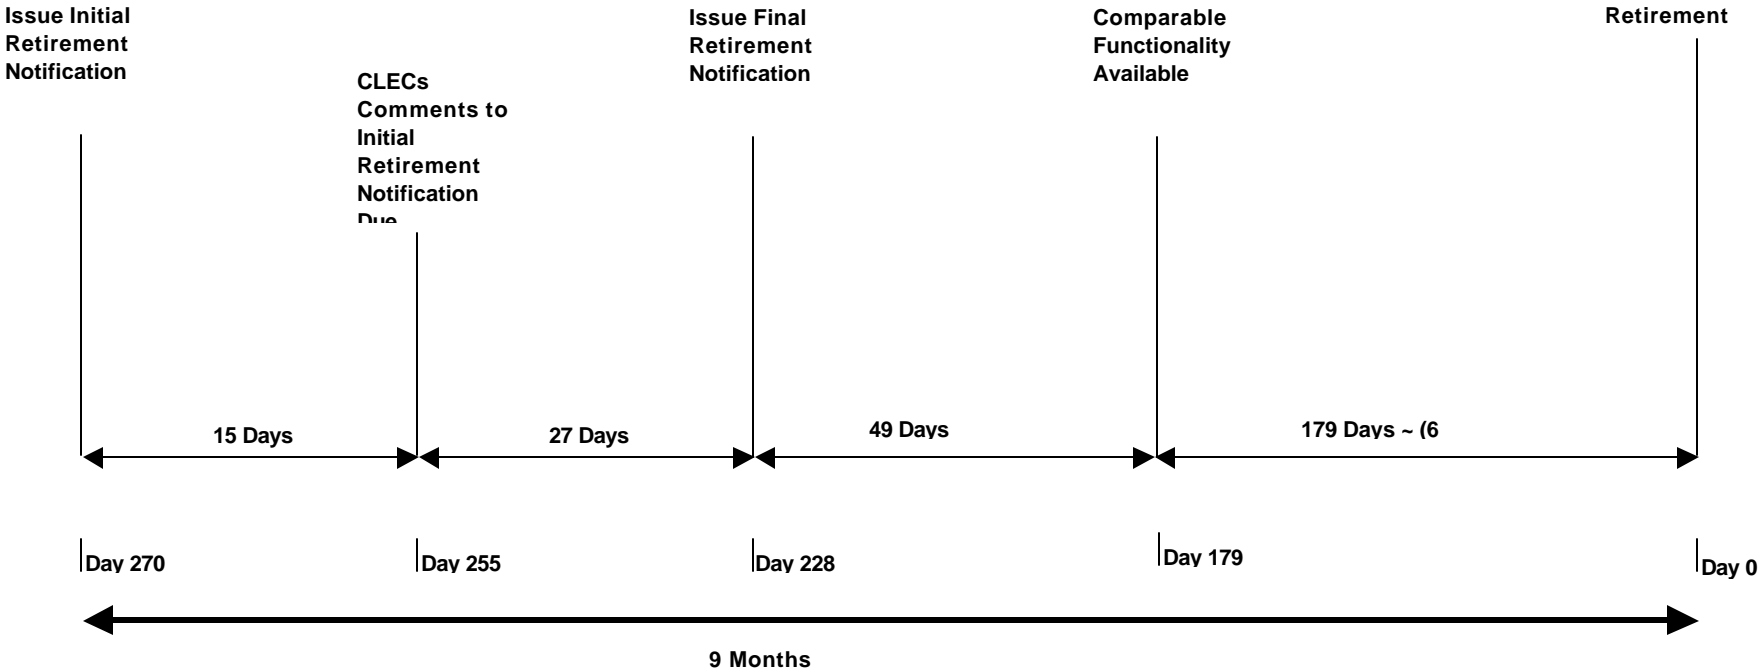 Issue Initial
Retirement
Notification
CLECs
Comments to
Initial
Retirement
Notification
Due
Issue Final
Retirement
Notification
Comparable
Functionality
Available
Retirement
15 Days
27 Days
49 Days
179 Days ~ (6
Day 270
Day 255
Day 228
Day 179
Day 0
9 Months